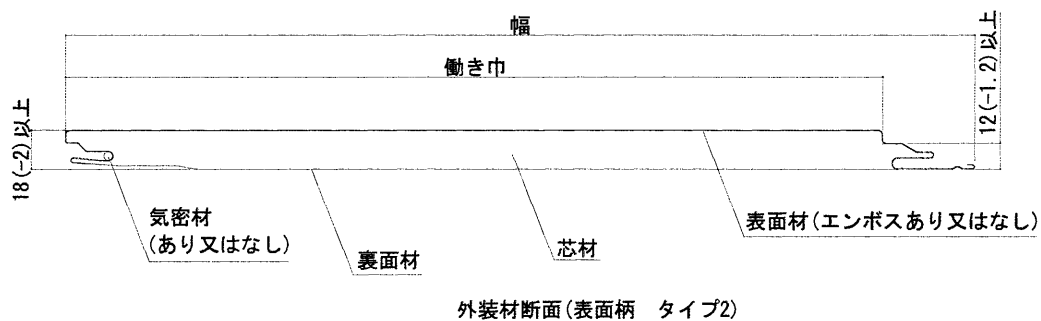 幅
働き巾
18(-2)以上
12(-1.2)以上
気密材
(あり又はなし)
裏面材
芯材
表面材(エンボスあり又はなし)
外装材断面(表面柄 タイプ2)